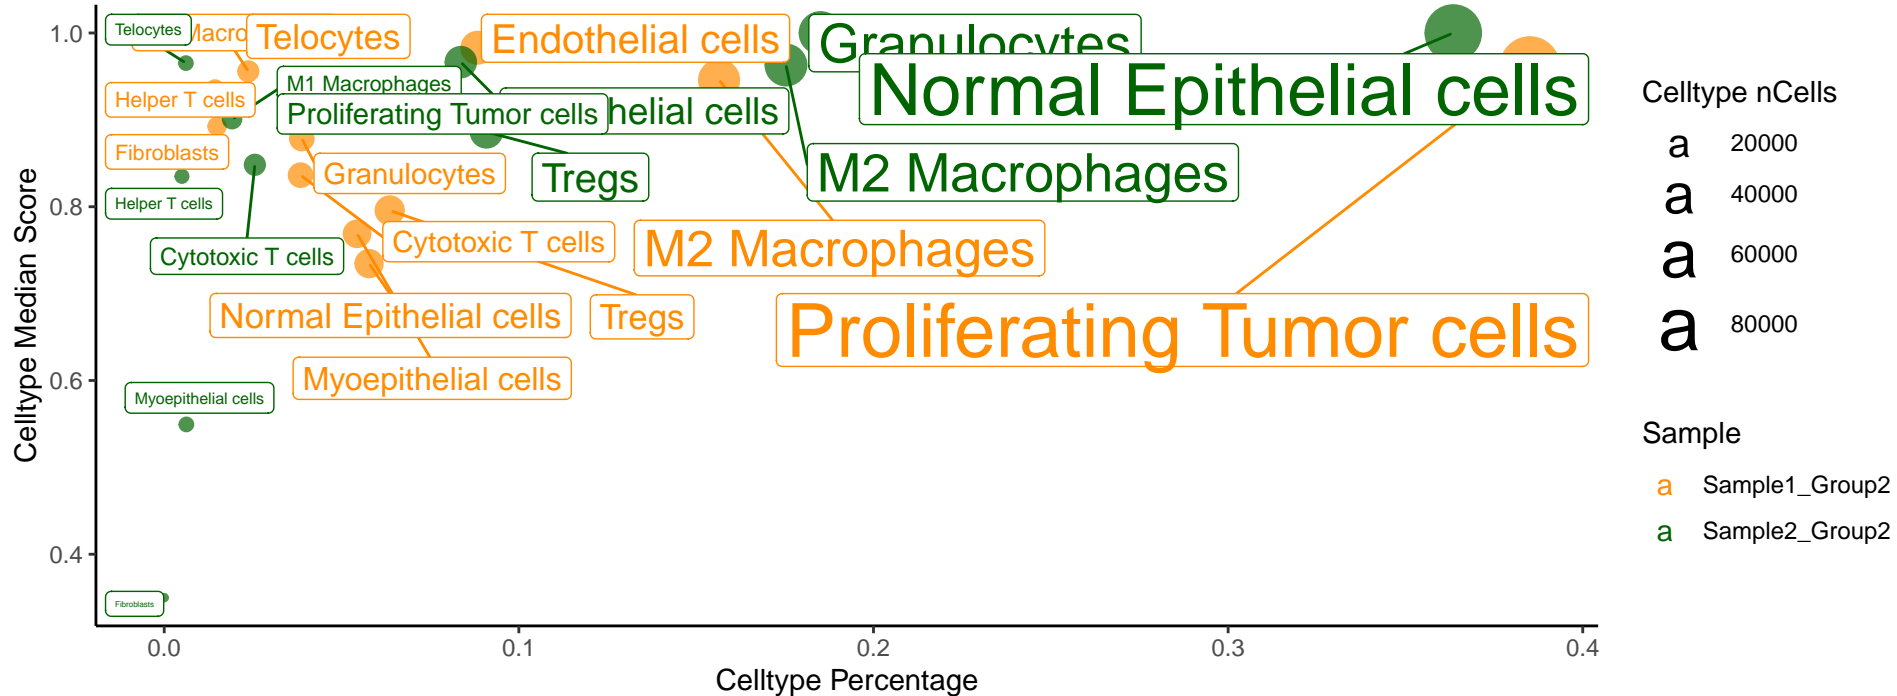 1.0
0.8
0.6
0.4
Celltype Median Score
0.0
0.1
0.2
0.3
0.4
Celltype Percentage
Telocytes
Macro
Telocytes
Endothelial cells
Granulocytes
Normal Epithelial cells
Helper T cells
M1 Macrophages
Proliferating Tumor cells
helial cells
Fibroblasts
Granulocytes
Tregs
M2 Macrophages
Helper T cells
Cytotoxic T cells
Cytotoxic T cells
M2 Macrophages
Normal Epithelial cells
Tregs
Proliferating Tumor cells
Myoepithelial cells
Myoepithelial cells
Fibroblasts
Celltype nCells
a 20000
a 40000
a 60000
a 80000
Sample
a Sample1_Group2
a Sample2_Group2